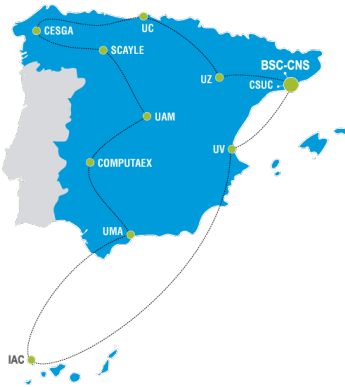 UC
CESGA
SCAYLE
BSC-CNS
UZ
CSUC
UAM
UV
COMPUTAEX
UMA
IAC